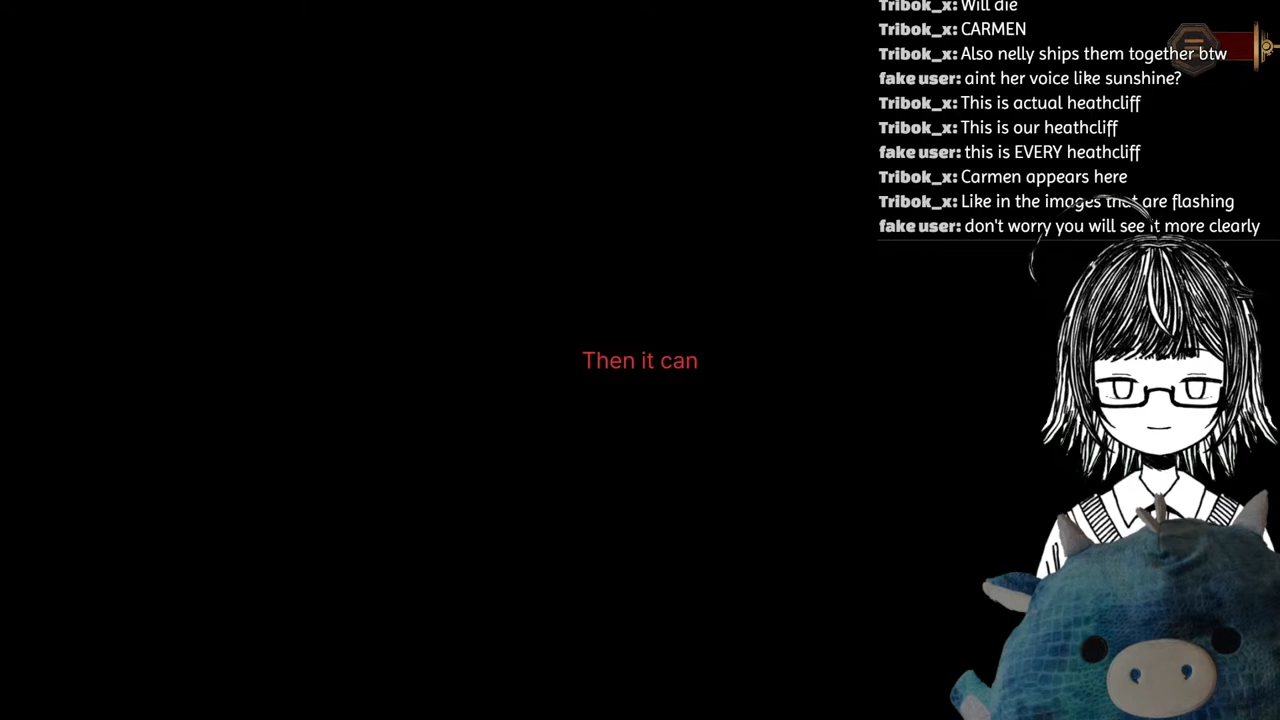 Tribok_x: Will die
Tribok_x: CARMEN
Tribok_x: Also nelly ships them together btw
fake user: aint her voice like sunshine?
Tribok_x: This is actual heathcliff
Tribok_x: This is our heathcliff
fake user: this is EVERY heathcliff
Tribok_x: Carmen appears here
Tribok_x: Like in the images that are flashing
fake user: don't worry you will see it more clearly
Then it can